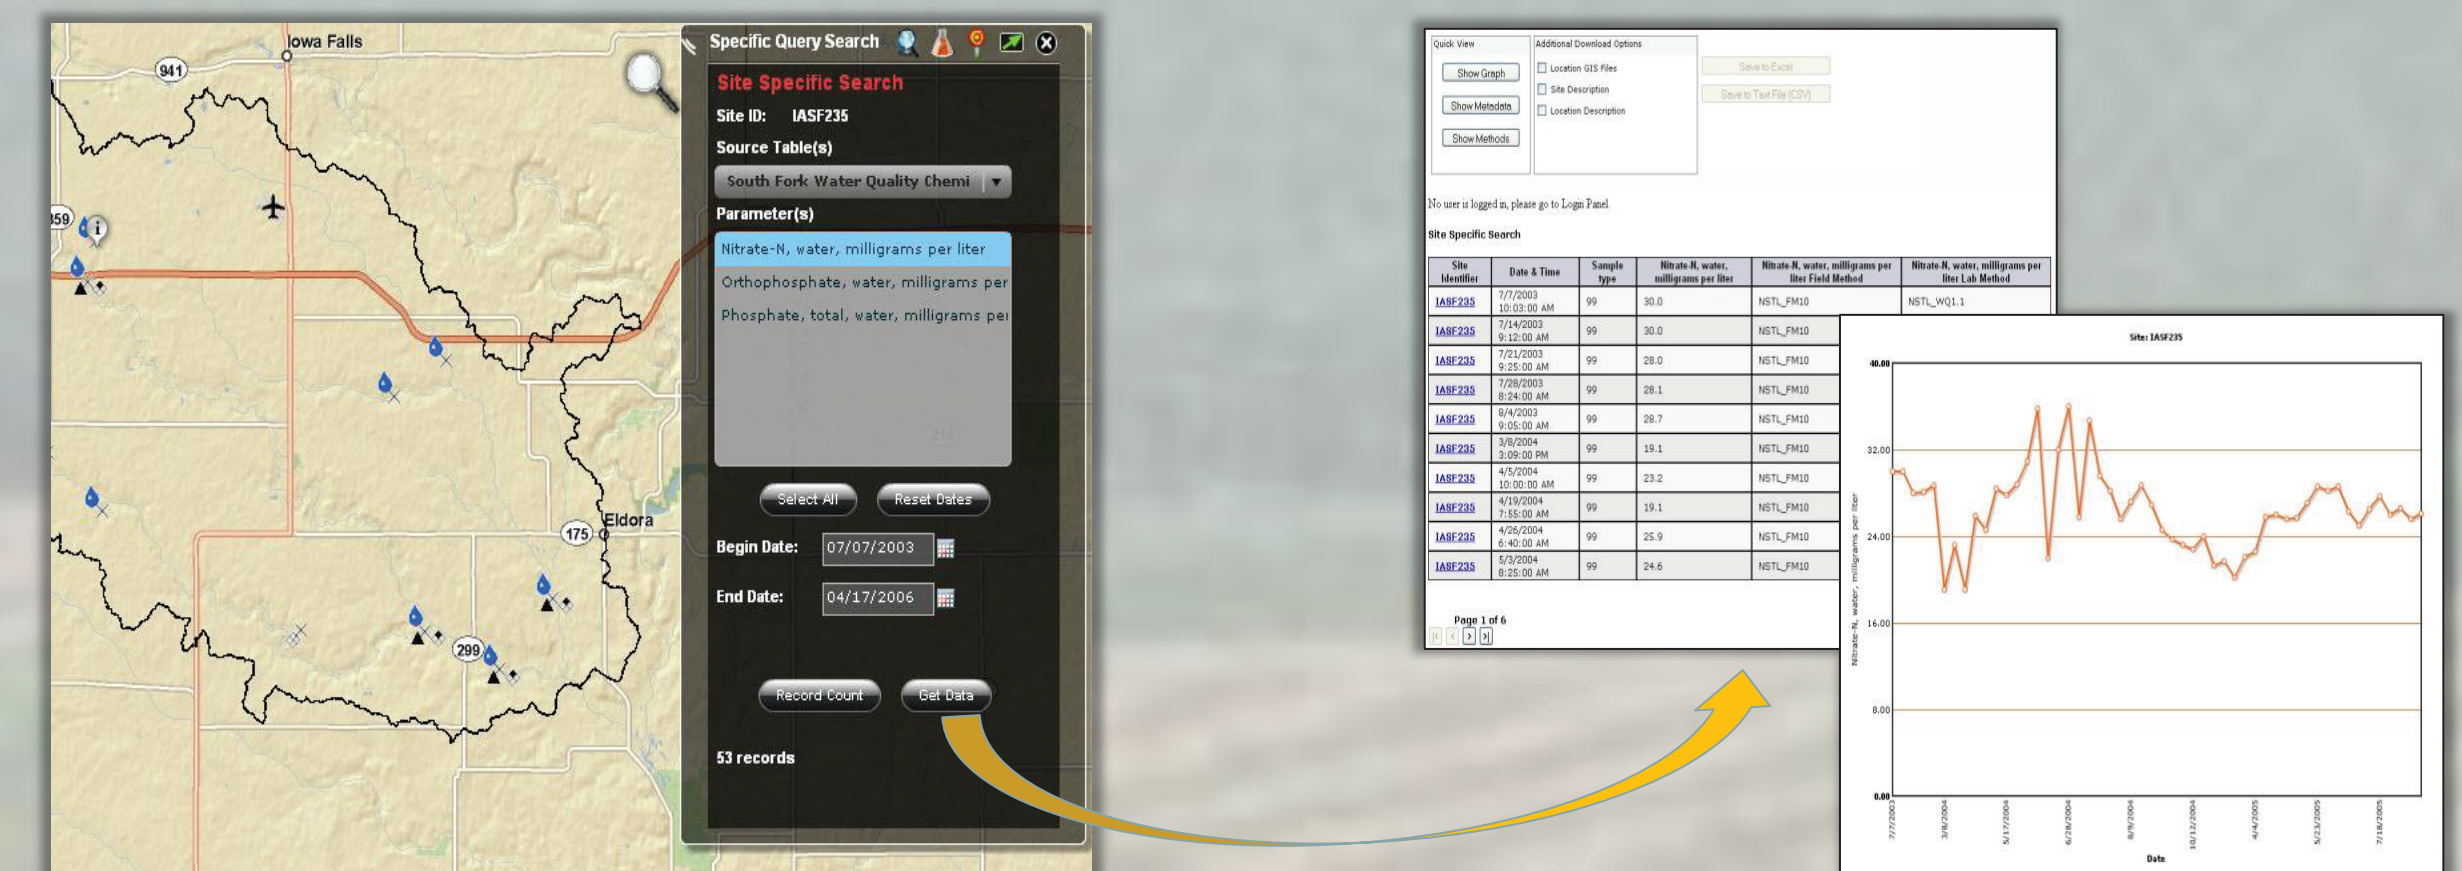 Iowa Falls
941
359
Eldora
175
299
Specific Query Search
Site Specific Search
Site ID: IASF235
Source Table(s)
South Fork Water Quality Chemi
Parameter(s)
Nitrate-N, water, milligrams per liter
Orthophosphate, water, milligrams per
Phosphate, total, water, milligrams per
Select All Reset Dates
Begin Date: 07/07/2003
End Date: 04/17/2006
Record Count Get Data
53 records
Quick View Additional Download Options
Show Graph Location GIS Files Save to Excel
Show Metadata Site Description Save to Text File (CSV)
Show Methods Location Description
No user is logged in, please go to Login Panel.
Site Specific Search
Site Identifier Date & Time Sample type Nitrate-N, water, milligrams per liter Nitrate-N, water, milligrams per liter Field Method Nitrate-N, water, milligrams per liter Lab Method
IASF235 7/7/2003 10:03:00 AM 99 30.0 NSTL_FM10 NSTL_WQ1.1
IASF235 7/14/2003 9:12:00 AM 99 30.0 NSTL_FM10
IASF235 7/21/2003 9:25:00 AM 99 28.0 NSTL_FM10
IASF235 7/28/2003 8:24:00 AM 99 28.1 NSTL_FM10
IASF235 8/4/2003 9:05:00 AM 99 28.7 NSTL_FM10
IASF235 3/8/2004 3:09:00 PM 99 19.1 NSTL_FM10
IASF235 4/5/2004 10:00:00 AM 99 23.2 NSTL_FM10
IASF235 4/19/2004 7:55:00 AM 99 19.1 NSTL_FM10
IASF235 4/26/2004 6:40:00 AM 99 25.9 NSTL_FM10
IASF235 5/3/2004 8:25:00 AM 99 24.6 NSTL_FM10
Page 1 of 6
Site: IASF235
40.00
32.00
24.00
16.00
8.00
0.00
Nitrate-N, water, milligrams per liter
7/7/2003 3/8/2004 5/17/2004 6/28/2004 8/9/2004 10/12/2004 4/4/2005 5/23/2005 7/18/2005
Date